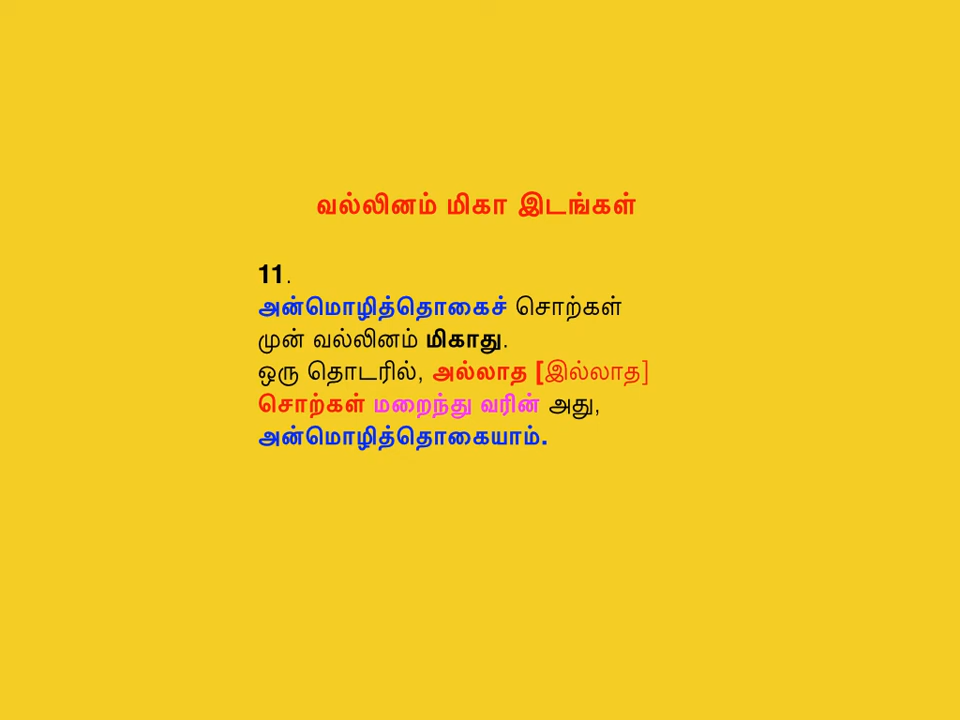 வல்லினம் மிகா இடங்கள்
11.
அன்மொழித்தொகைச் சொற்கள்
முன் வல்லினம் மிகாது.
ஒரு தொடரில், அல்லாத [இல்லாத]
சொற்கள் மறைந்து வரின் அது,
அன்மொழித்தொகையாம்.